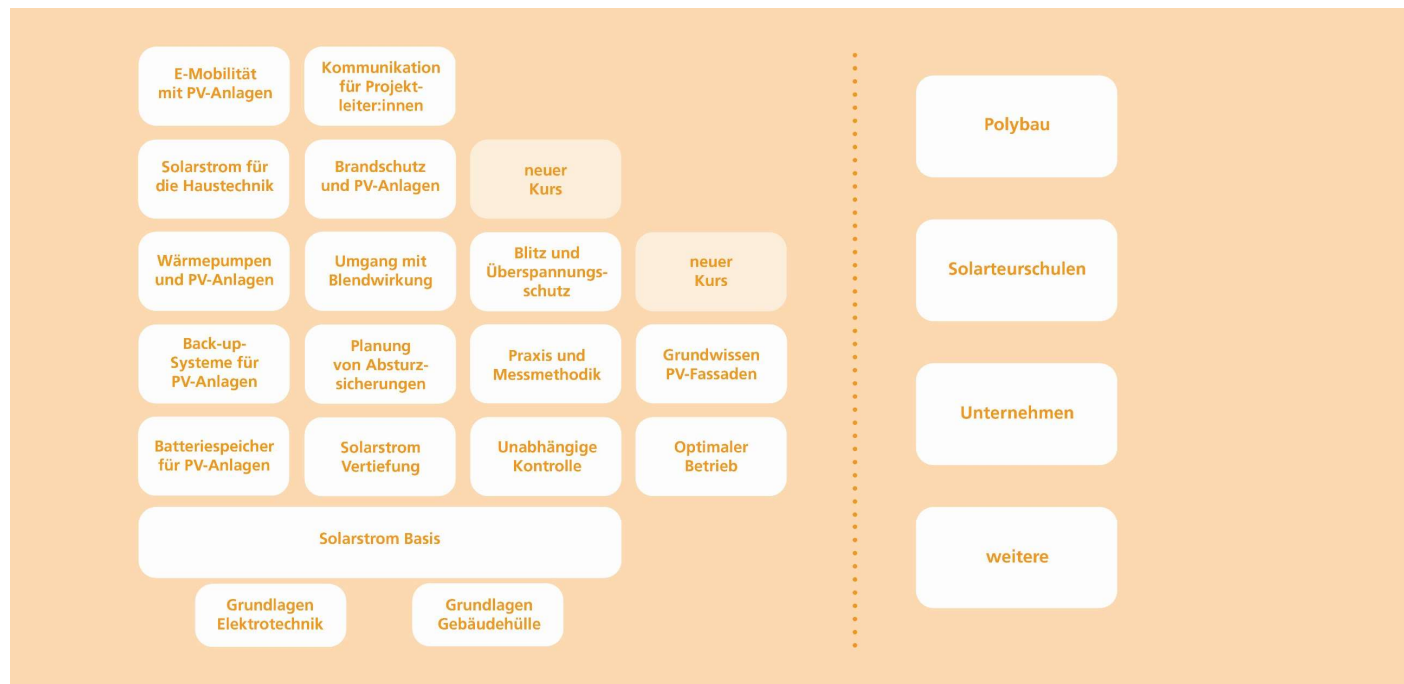 E-Mobilität
mit PV-Anlagen
Kommunikation
für Projekt-
leiter:innen
Solarstrom für
die Haustechnik
Brandschutz
und PV-Anlagen
neuer
Kurs
Wärmepumpen
und PV-Anlagen
Umgang mit
Blendwirkung
Blitz und
Überspannungs-
schutz
neuer
Kurs
Back-up-
Systeme für
PV-Anlagen
Planung
von Absturz-
sicherungen
Praxis und
Messmethodik
Grundwissen
PV-Fassaden
Batteriespeicher
für PV-Anlagen
Solarstrom
Vertiefung
Unabhängige
Kontrolle
Optimaler
Betrieb
Solarstrom Basis
Grundlagen
Elektrotechnik
Grundlagen
Gebäudehülle
Polybau
Solarteurschulen
Unternehmen
weitere